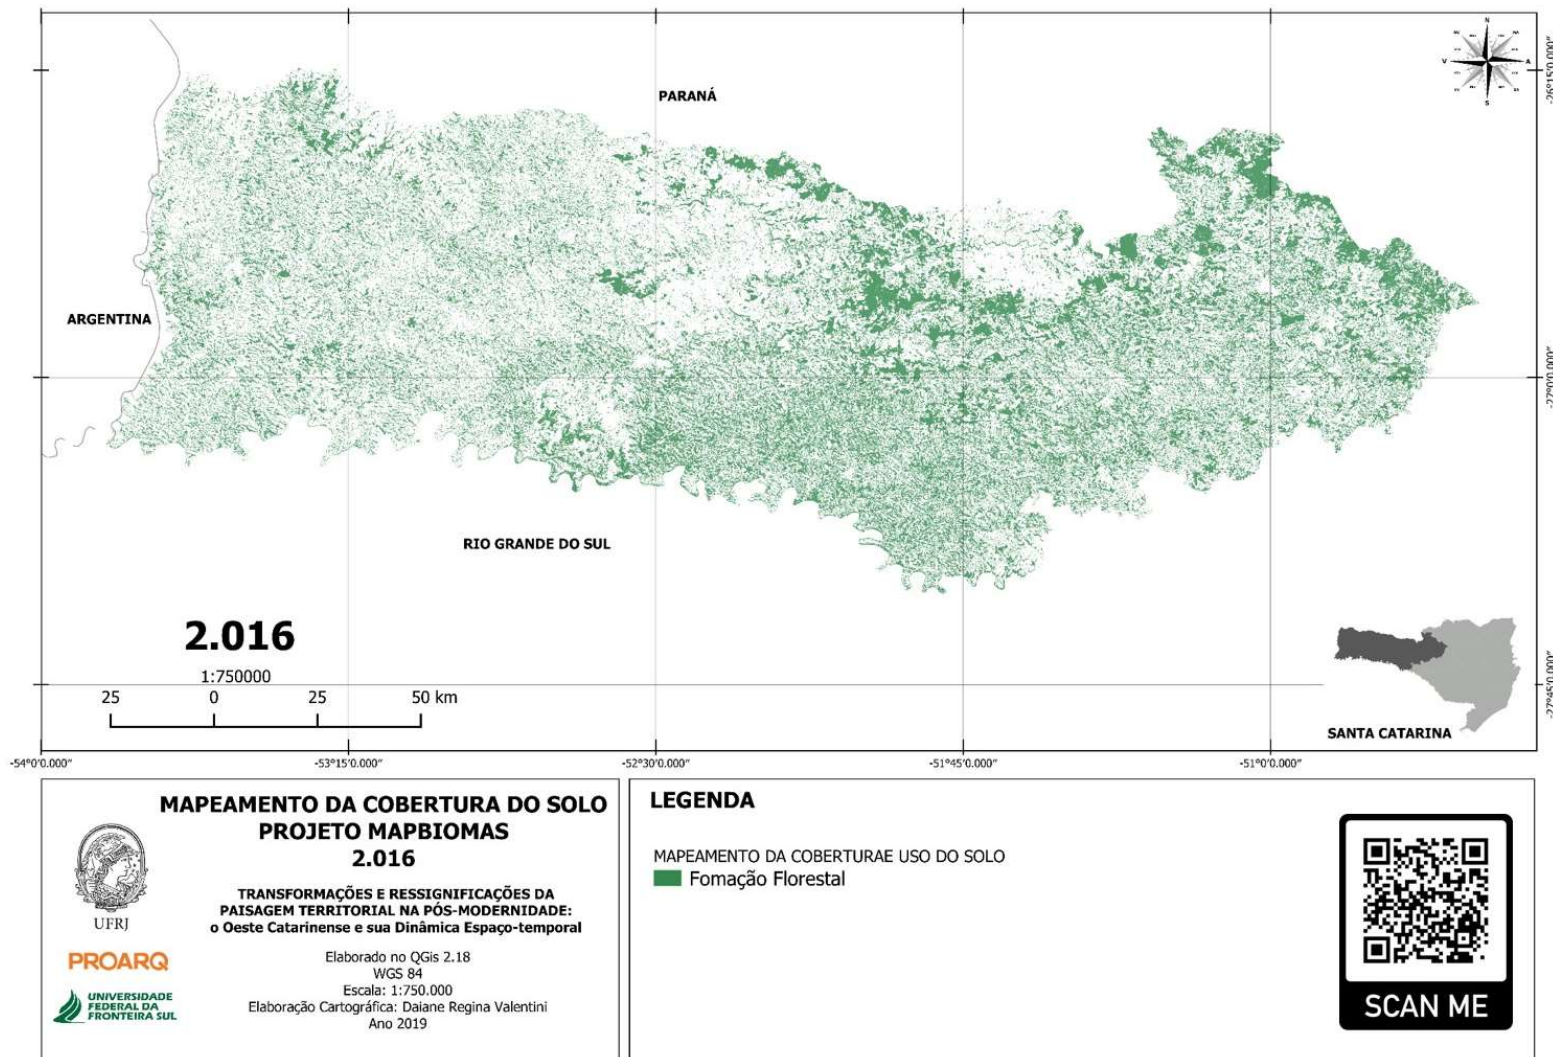 PARANÁ
ARGENTINA
RIO GRANDE DO SUL
N
V
A
S
-26°15'0.000"
-27°0'0.000"
-27°45'0.000"
2.016
1:750000
25 0 25 50 km
SANTA CATARINA
-54°0'0.000" -53°15'0.000" -52°30'0.000" -51°45'0.000" -51°0'0.000"
MAPEAMENTO DA COBERTURA DO SOLO
PROJETO MAPBIOMAS
2.016
TRANSFORMAÇÕES E RESSIGNIFICAÇÕES DA
PAISAGEM TERRITORIAL NA PÓS-MODERNIDADE:
o Oeste Catarinense e sua Dinâmica Espaço-temporal
Elaborado no QGis 2.18
WGS 84
Escala: 1:750.000
Elaboração Cartográfica: Daiane Regina Valentini
Ano 2019
UFRJ
PROARQ
UNIVERSIDADE
FEDERAL DA
FRONTEIRA SUL
LEGENDA
MAPEAMENTO DA COBERTURAE USO DO SOLO
Fomação Florestal
SCAN ME